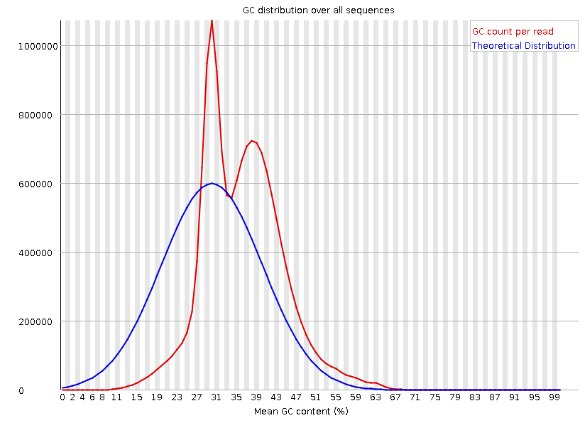 GC distribution over all sequences
GC count per read
Theoretical Distribution
1000000
800000
600000
400000
200000
0
0 2 4 6 8 11 15 19 23 27 31 35 39 43 47 51 55 59 63 67 71 75 79 83 87 91 95 99
Mean GC content (%)